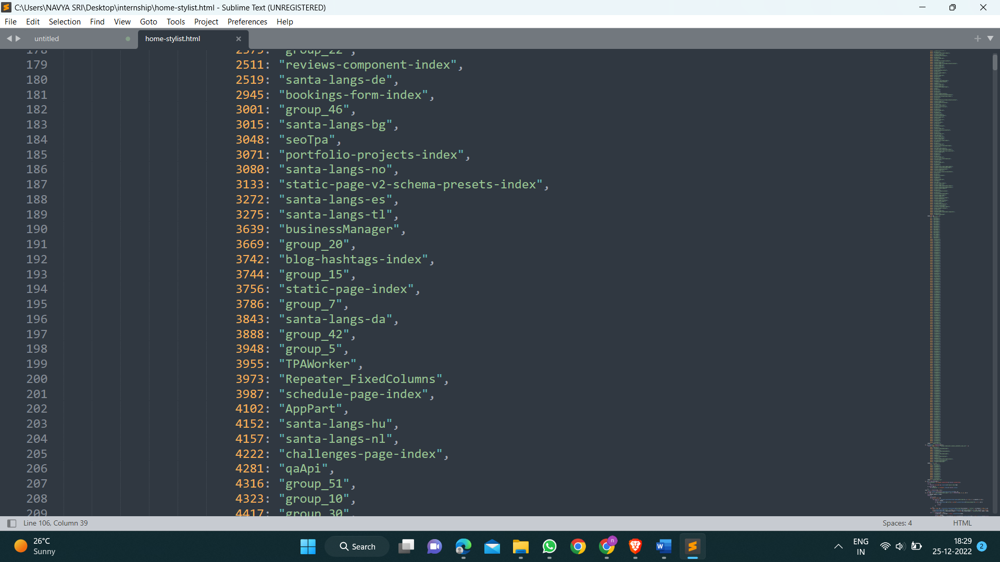 C:\Users\NAVYA SRI\Desktop\internship\home-stylist.html - Sublime Text (UNREGISTERED)
File Edit Selection Find View Goto Tools Project Preferences Help
untitled home-stylist.html
178 2375: "group_22",
179 2511: "reviews-component-index",
180 2519: "santa-langs-de",
181 2945: "bookings-form-index",
182 3001: "group_46",
183 3015: "santa-langs-bg",
184 3048: "seoTpa",
185 3071: "portfolio-projects-index",
186 3080: "santa-langs-no",
187 3133: "static-page-v2-schema-presets-index",
188 3272: "santa-langs-es",
189 3275: "santa-langs-tl",
190 3639: "businessManager",
191 3669: "group_20",
192 3742: "blog-hashtags-index",
193 3744: "group_15",
194 3756: "static-page-index",
195 3786: "group_7",
196 3843: "santa-langs-da",
197 3888: "group_42",
198 3948: "group_5",
199 3955: "TPAWorker",
200 3973: "Repeater_FixedColumns",
201 3987: "schedule-page-index",
202 4102: "AppPart",
203 4152: "santa-langs-hu",
204 4157: "santa-langs-nl",
205 4222: "challenges-page-index",
206 4281: "qaApi",
207 4316: "group_51",
208 4323: "group_10",
209 4417: "group_30",
Line 106, Column 39 Spaces: 4 HTML
26°C
Sunny
Search
ENG
IN
18:29
25-12-2022
2